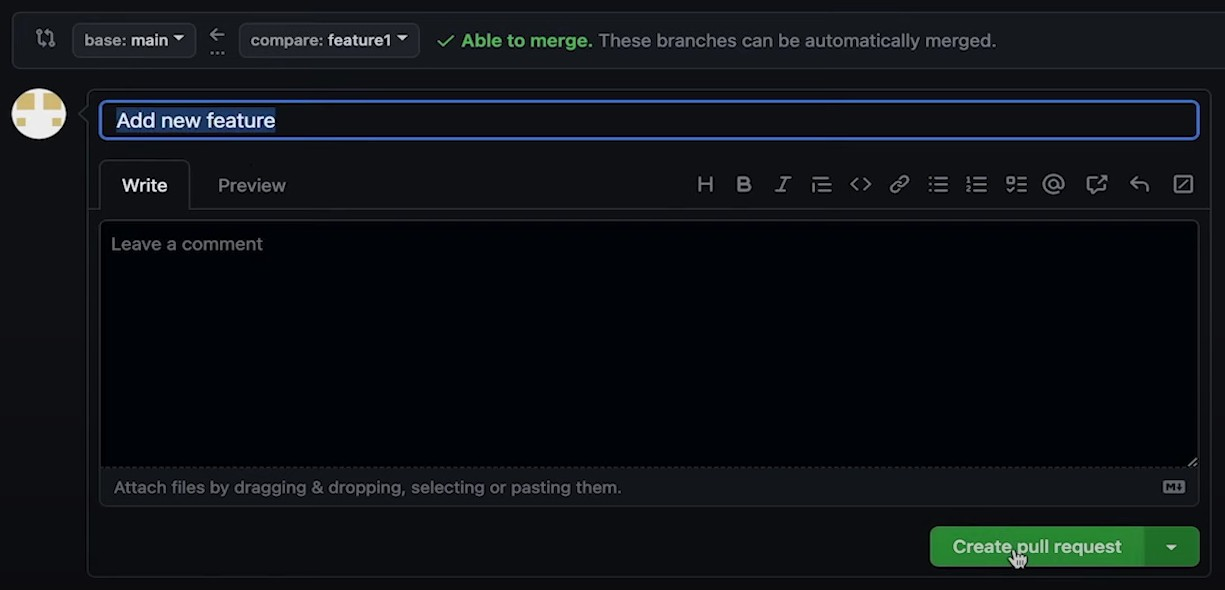 base: main compare: feature1 Able to merge. These branches can be automatically merged.
Add new feature
Write Preview
Leave a comment
Attach files by dragging & dropping, selecting or pasting them.
Create pull request